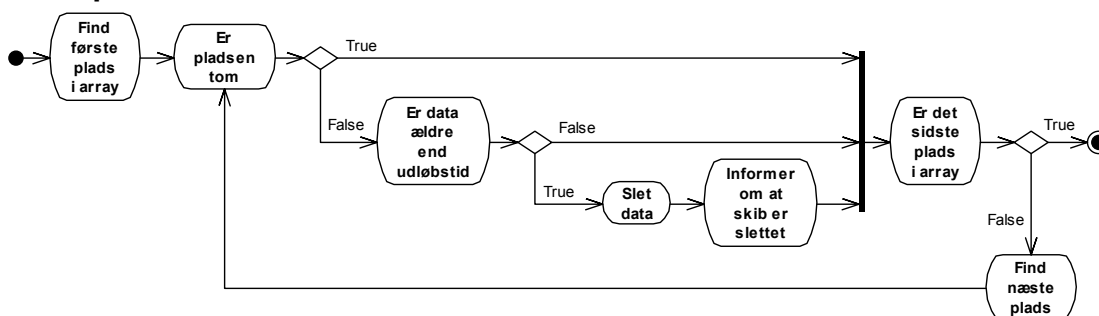 Find
første
plads
i array
Er
pladsen
tom
True
False
Er data
ældre
end
udløbstid
False
True
Slet
data
Informer
om at
skib er
slettet
Er det
sidste
plads
i array
True
False
Find
næste
plads